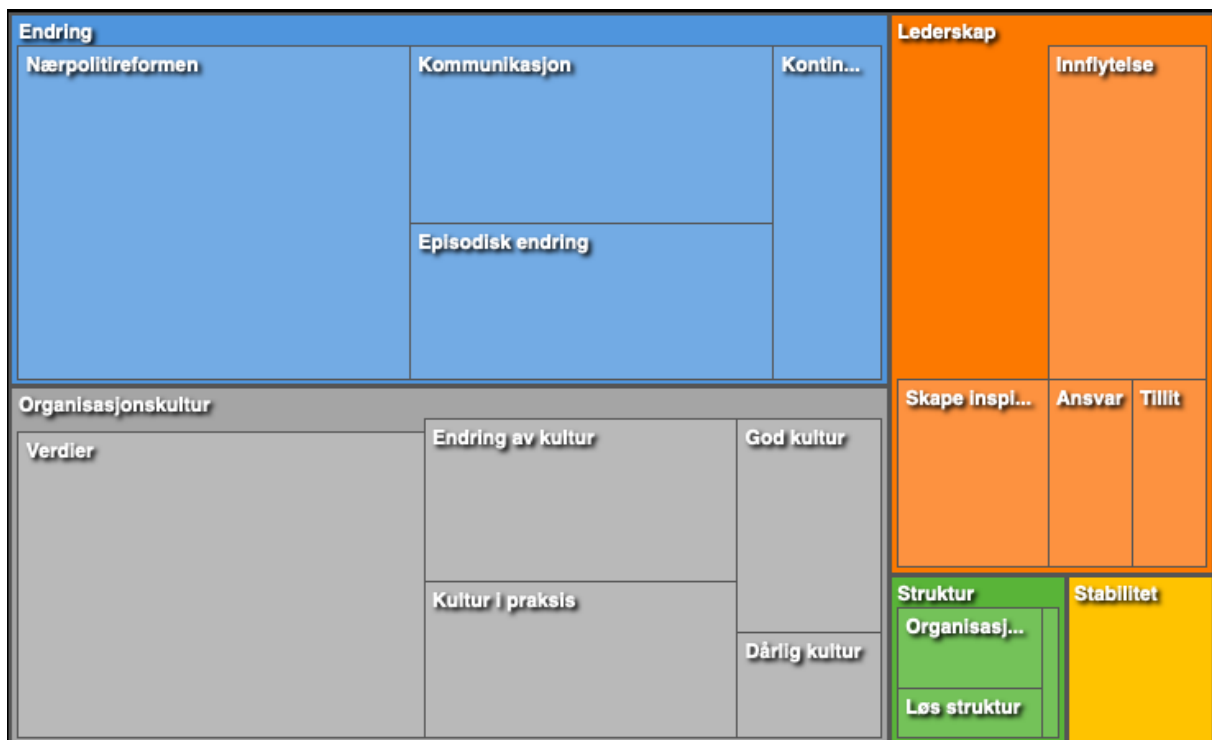 Endring
Nærpolitireformen
Kommunikasjon
Kontin...
Episodisk endring
Organisasjonskultur
Verdier
Endring av kultur
God kultur
Kultur i praksis
Dårlig kultur
Lederskap
Innflytelse
Skape inspi...
Ansvar
Tillit
Struktur
Organisasj...
Løs struktur
Stabilitet